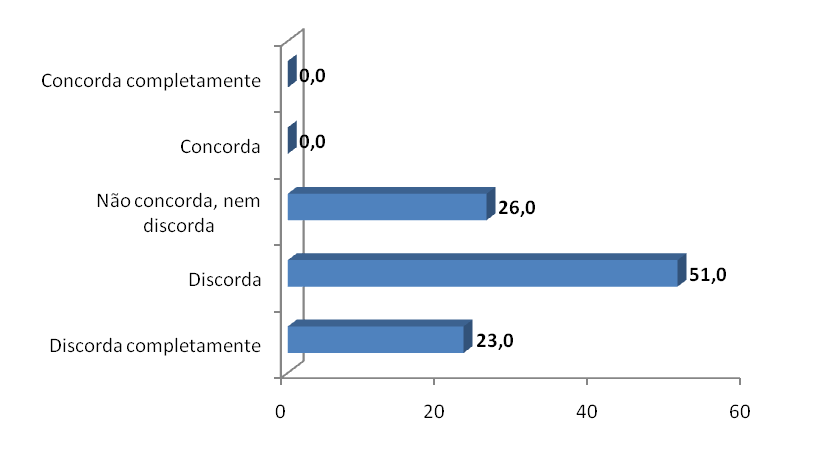 Concorda completamente
0,0
Concorda
0,0
Não concorda, nem
discorda
26,0
Discorda
51,0
Discorda completamente
23,0
0
20
40
60